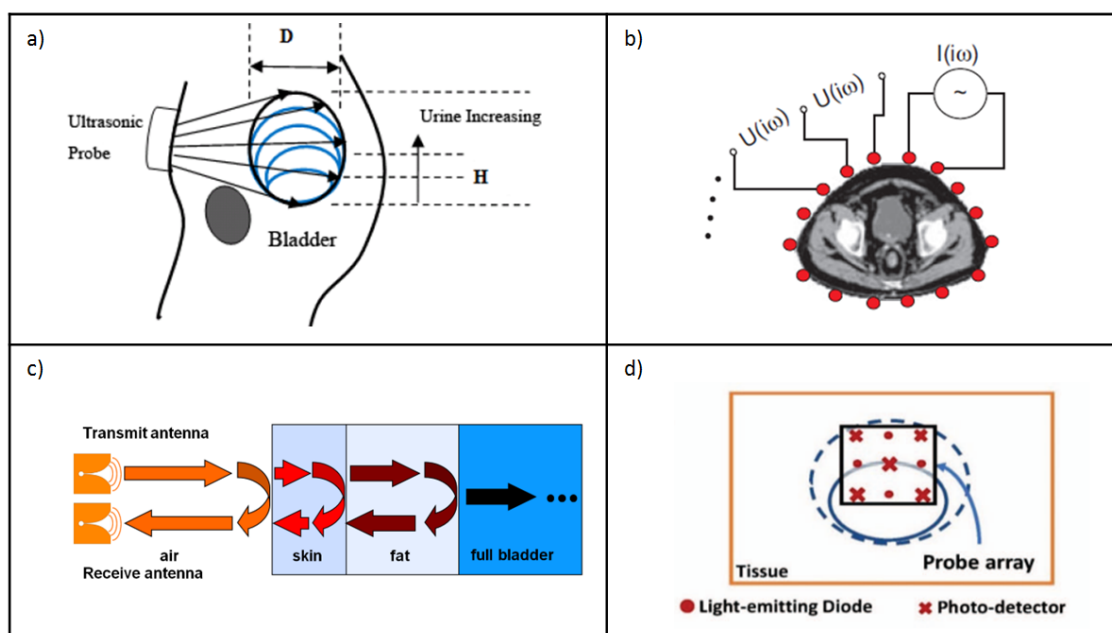 a)
D
Ultrasonic
Probe
Urine Increasing
H
Bladder
b)
U(iω)
U(iω)
I(iω)
~
c)
Transmit antenna
air
skin
fat
full bladder
Receive antenna
d)
Probe array
Tissue
Light-emitting Diode
Photo-detector